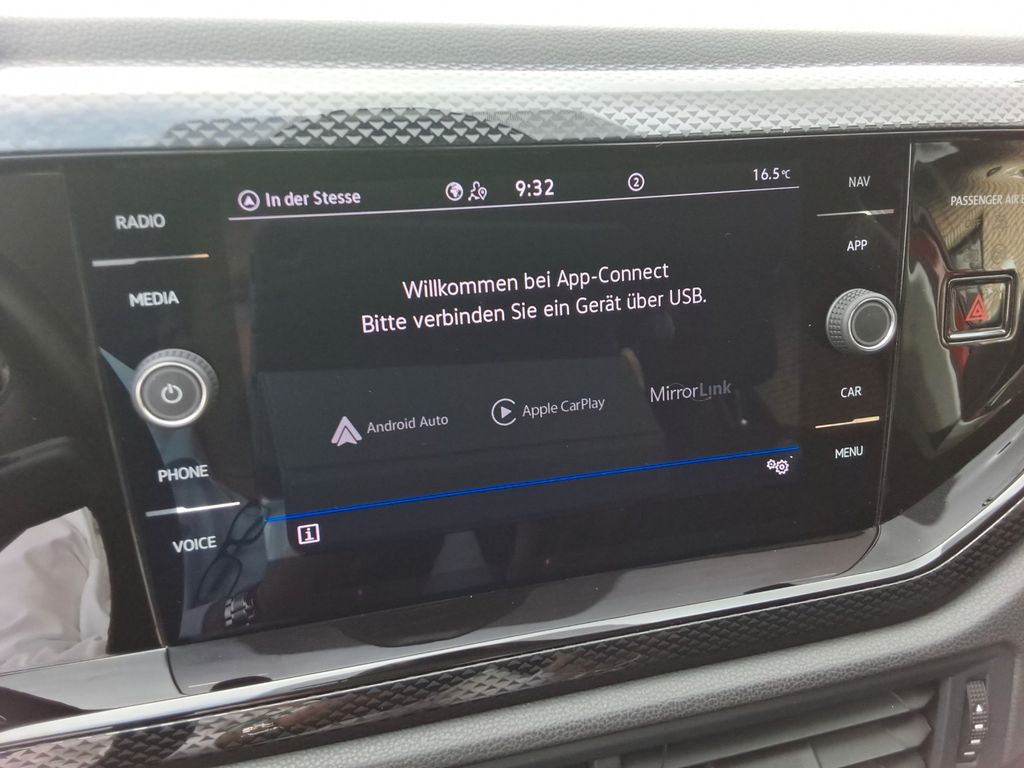 In der Stesse
9:32
2
16.5°C
RADIO
MEDIA
PHONE
VOICE
Willkommen bei App-Connect
Bitte verbinden Sie ein Gerät über USB.
Android Auto
Apple CarPlay
MirrorLink
i
NAV
APP
CAR
MENU
PASSENGER AIR